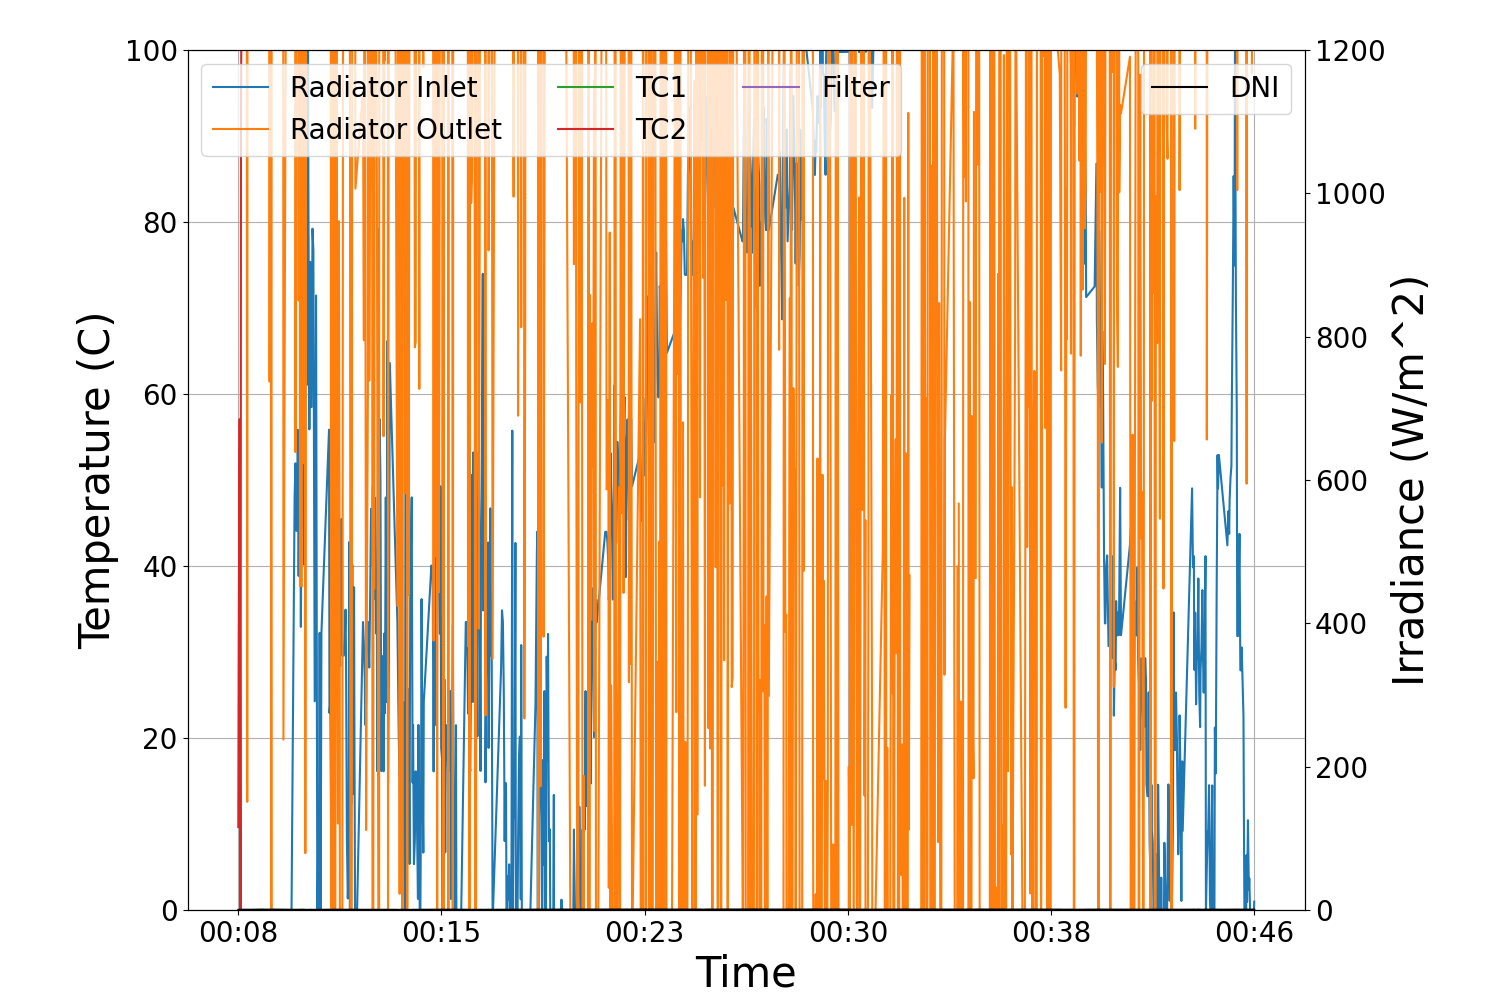 100
80
60
40
20
0
Temperature (C)
Radiator Inlet
Radiator Outlet
TC1
TC2
Filter
DNI
1200
1000
800
600
400
200
0
Irradiance (W/m^2)
00:08
00:15
00:23
00:30
00:38
00:46
Time